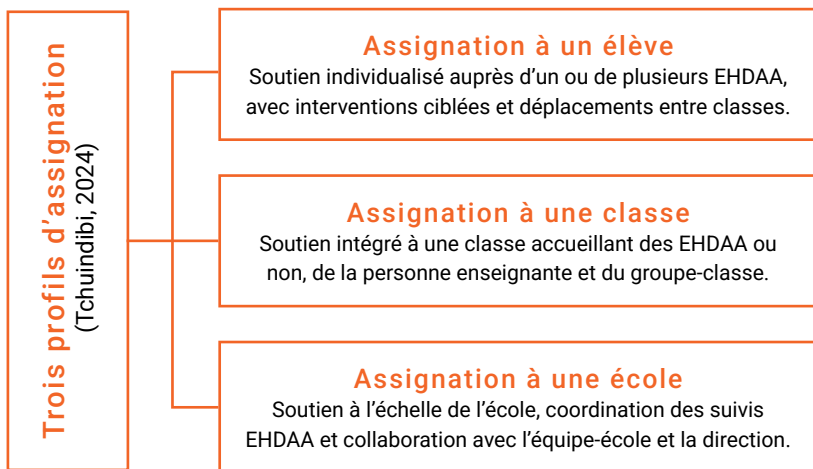 Trois profils d'assignation
(Tchuindibi, 2024)
Assignation à un élève
Soutien individualisé auprès d'un ou de plusieurs EHDAA,
avec interventions ciblées et déplacements entre classes.
Assignation à une classe
Soutien intégré à une classe accueillant des EHDAA ou
non, de la personne enseignante et du groupe-classe.
Assignation à une école
Soutien à l'échelle de l'école, coordination des suivis
EHDAA et collaboration avec l'équipe-école et la direction.